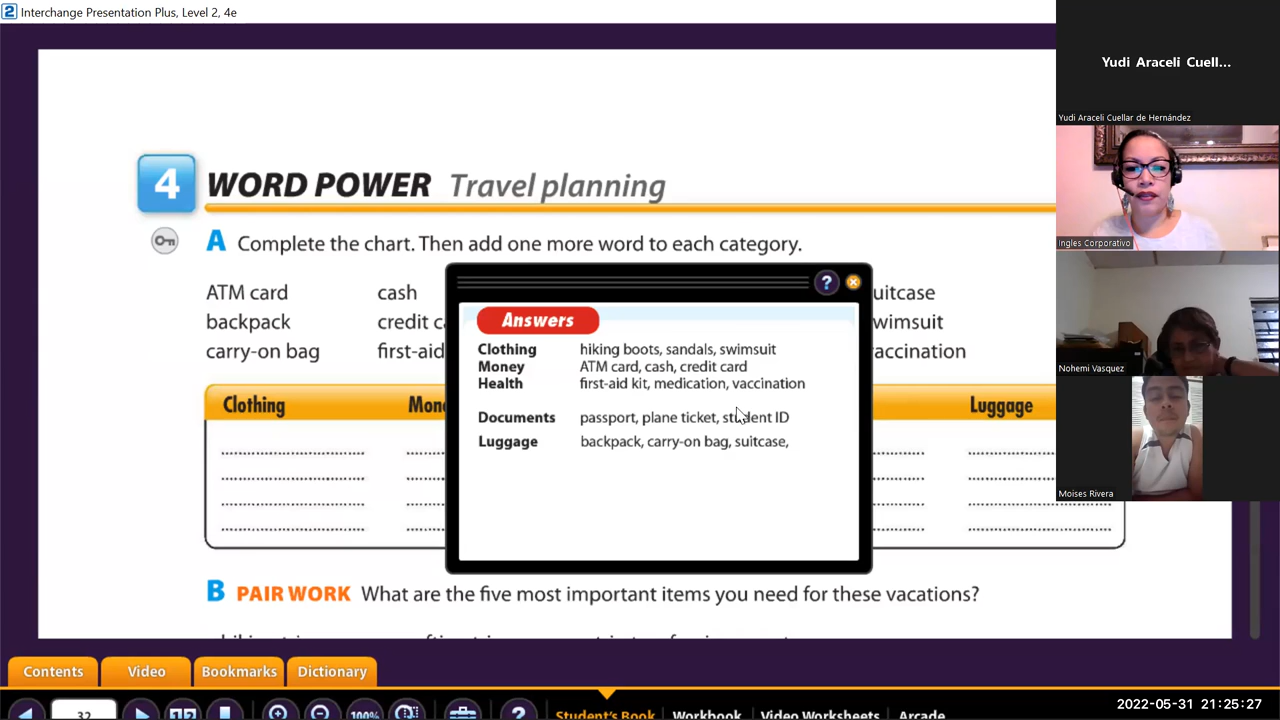 2 Interchange Presentation Plus, Level 2, 4e
4 WORD POWER Travel planning
A Complete the chart. Then add one more word to each category.
ATM card cash uitcase
backpack credit c wimsuit
carry-on bag first-aid accination
Clothing Mon Luggage
?
Answers
Clothing hiking boots, sandals, swimsuit
Money ATM card, cash, credit card
Health first-aid kit, medication, vaccination
Documents passport, plane ticket, student ID
Luggage backpack, carry-on bag, suitcase,
B PAIR WORK What are the five most important items you need for these vacations?
Contents Video Bookmarks Dictionary
32 100% ? Student's Book Workbook Video Worksheets Arcade
Yudi Araceli Cuell...
Yudi Araceli Cuellar de Hernández
Ingles Corporativo
Nohemi Vasquez
Moises Rivera
2022-05-31 21:25:27